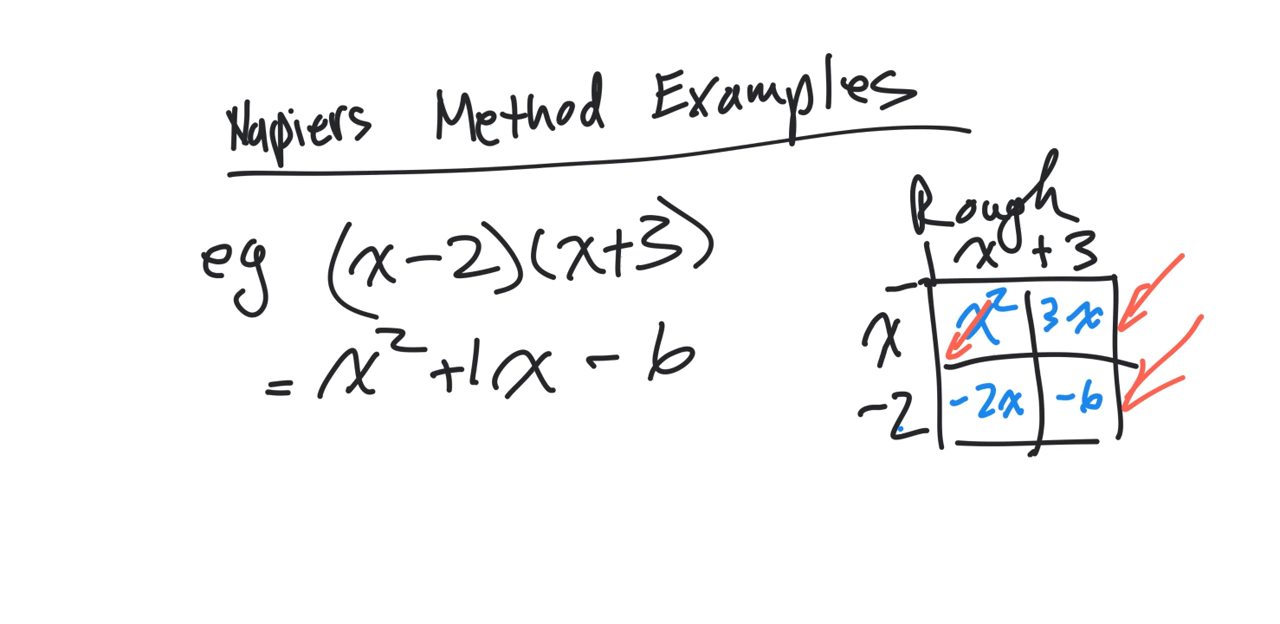 Napiers Method Examples
eg (x-2)(x+3)
= x² +1x - 6
Rough
x + 3
x x² 3x
-2 -2x -6